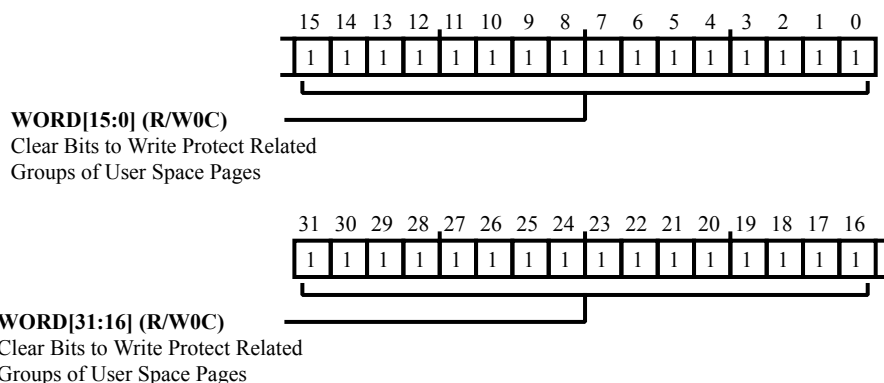 15 14 13 12 11 10 9 8 7 6 5 4 3 2 1 0
1 1 1 1 1 1 1 1 1 1 1 1 1 1 1 1
WORD[15:0] (R/W0C)
Clear Bits to Write Protect Related
Groups of User Space Pages
31 30 29 28 27 26 25 24 23 22 21 20 19 18 17 16
1 1 1 1 1 1 1 1 1 1 1 1 1 1 1 1
WORD[31:16] (R/W0C)
Clear Bits to Write Protect Related
Groups of User Space Pages